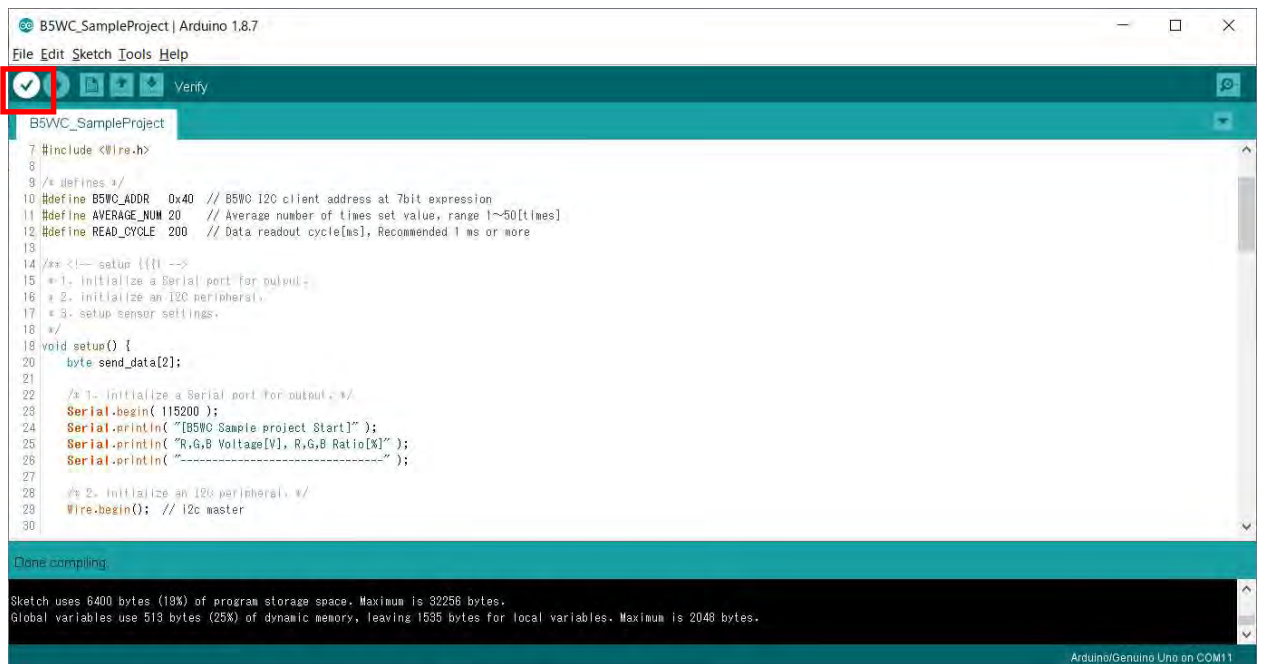 B5WC_SampleProject | Arduino 1.8.7
File Edit Sketch Tools Help
Verify
B5WC_SampleProject
7 #include <Wire.h>
8
9 /* defines */
10 #define B5WC_ADDR 0x40 // B5WC I2C client address at 7bit expression
11 #define AVERAGE_NUM 20 // Average number of times set value, range 1~50[times]
12 #define READ_CYCLE 200 // Data readout cycle[ms], Recommended 1 ms or more
13
14 /** <!-- setup {{{1 -->
15 * 1. initialize a Serial port for output.
16 * 2. initialize an I2C peripheral.
17 * 3. setup sensor settings.
18 */
19 void setup() {
20 byte send_data[2];
21
22 /* 1. initialize a Serial port for output. */
23 Serial.begin( 115200 );
24 Serial.println( "[B5WC Sample project Start]" );
25 Serial.println( "R,G,B Voltage[V], R,G,B Ratio[%]" );
26 Serial.println( "--------------------------------" );
27
28 /* 2. initialize an I2C peripheral. */
29 Wire.begin(); // i2c master
30
Done compiling.
Sketch uses 6400 bytes (19%) of program storage space. Maximum is 32256 bytes.
Global variables use 513 bytes (25%) of dynamic memory, leaving 1535 bytes for local variables. Maximum is 2048 bytes.
Arduino/Genuino Uno on COM11